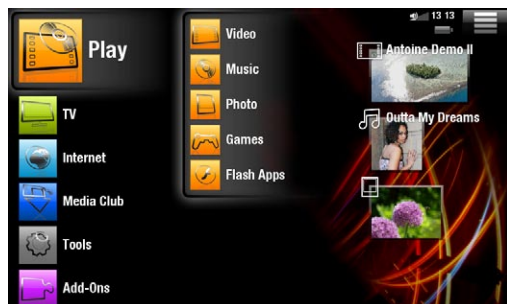 13 13
Play
TV
Internet
Media Club
Tools
Add-Ons
Video
Music
Photo
Games
Flash Apps
Antoine Demo II
Outta My Dreams